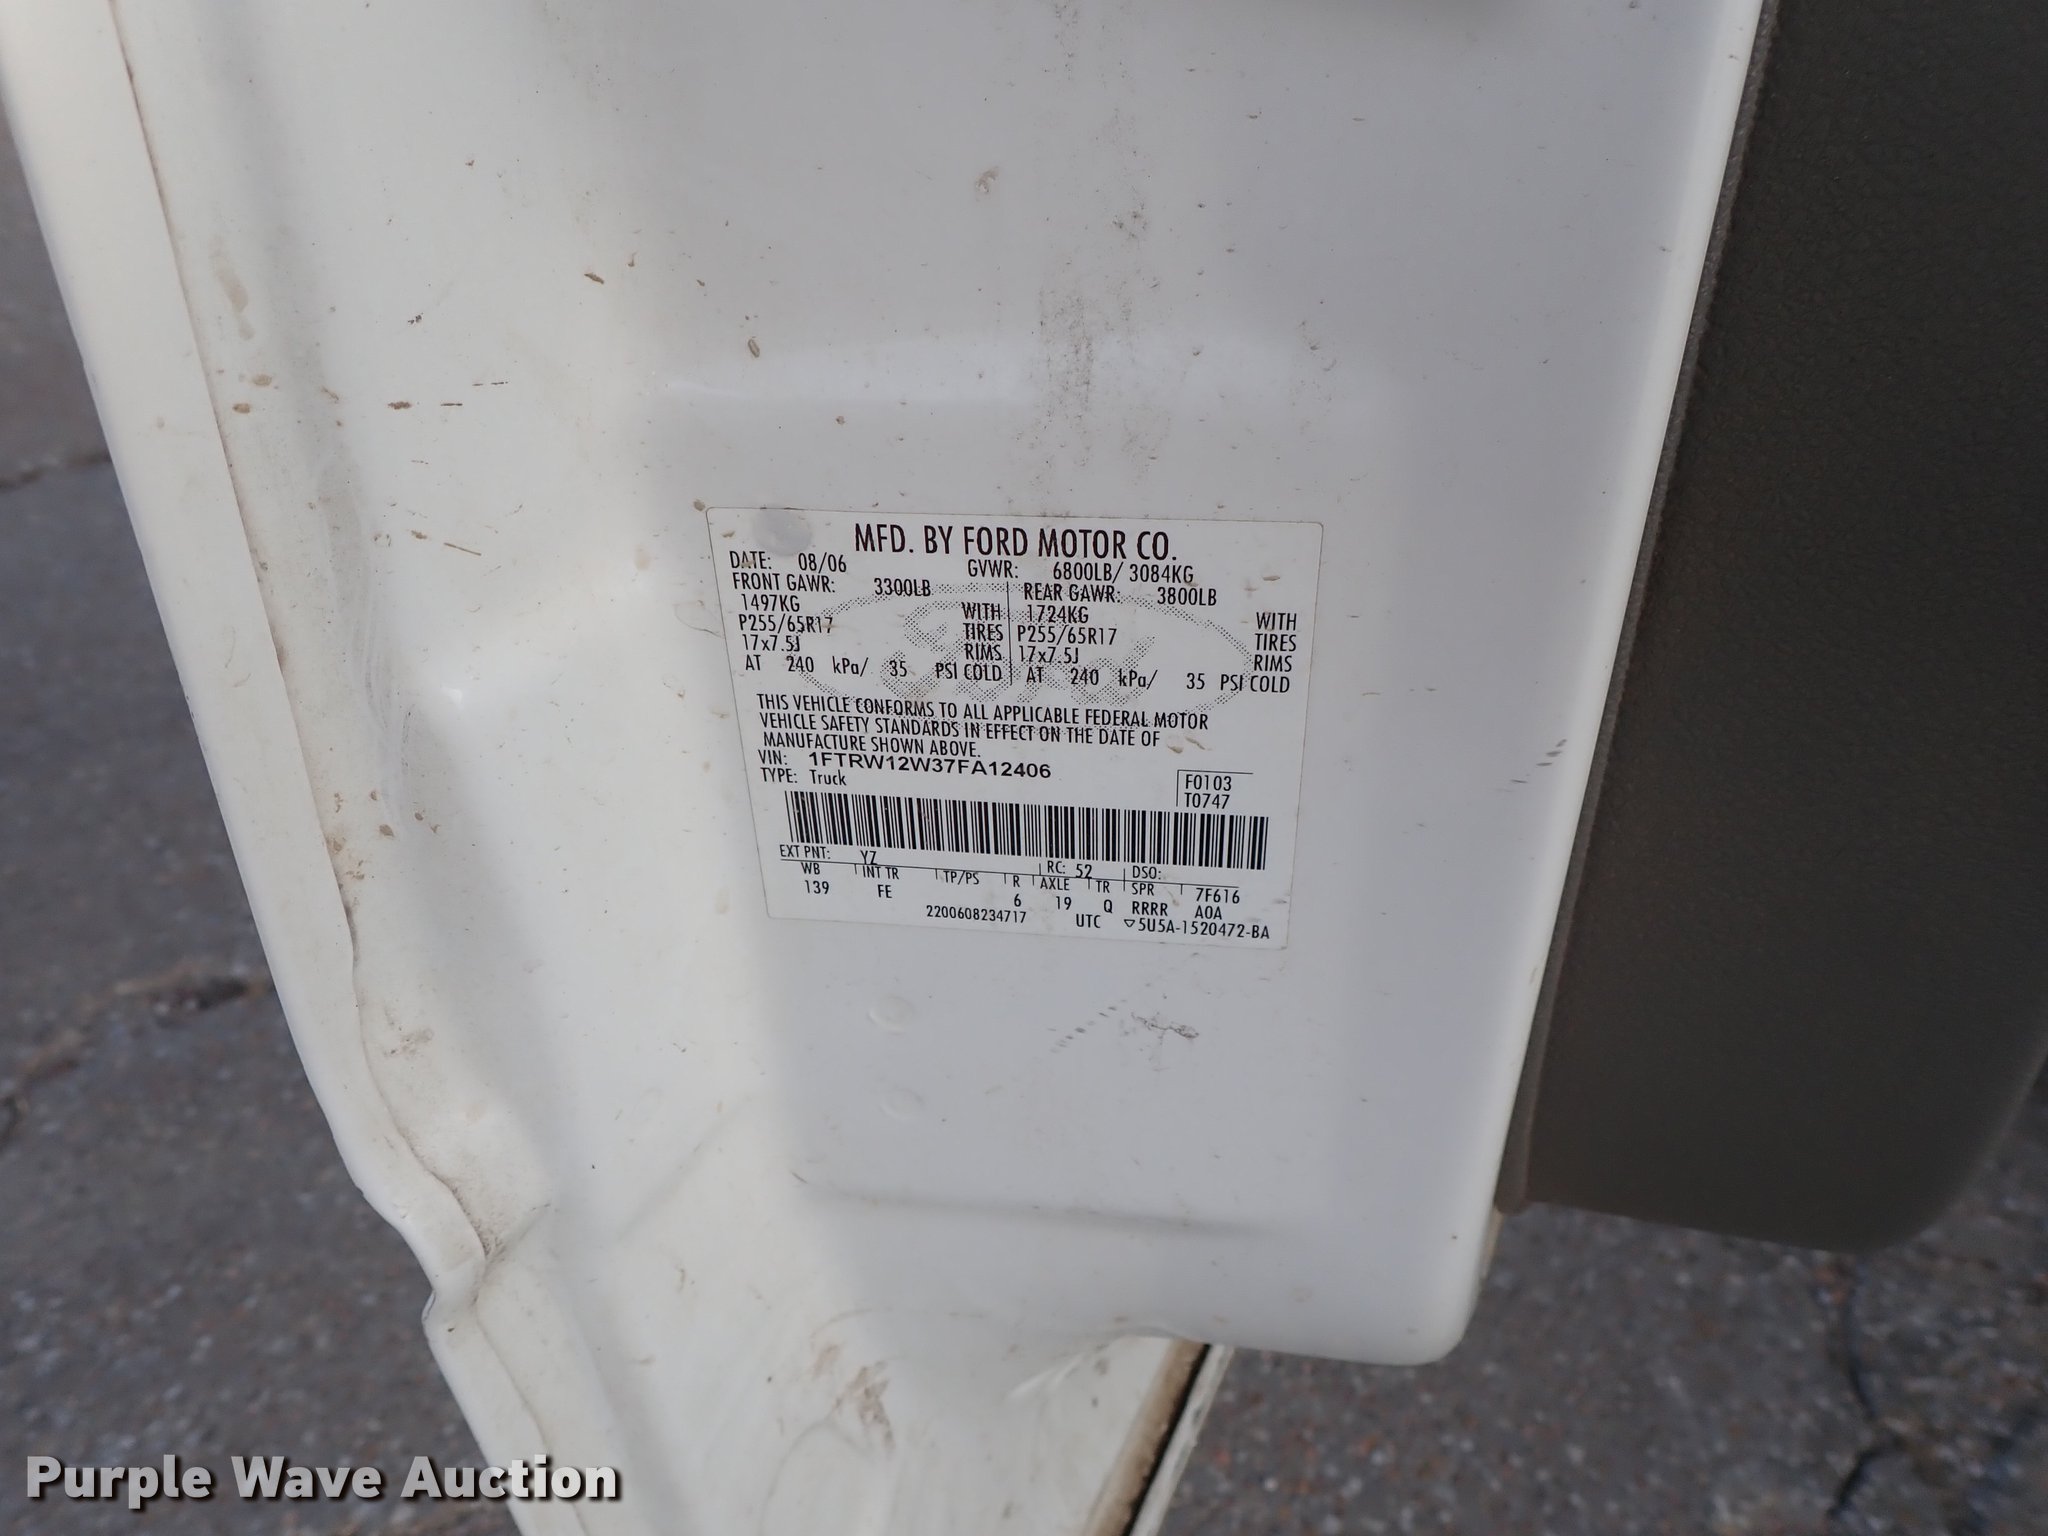 MFD. BY FORD MOTOR CO.
DATE: 08/06 GVWR: 6800LB/ 3084KG
FRONT GAWR: 3300LB REAR GAWR: 3800LB
1497KG WITH 1724KG WITH
P255/65R17 TIRES P255/65R17 TIRES
17x7.5J RIMS 17x7.5J RIMS
AT 240 kPa/ 35 PSI COLD AT 240 kPa/ 35 PSI COLD
THIS VEHICLE CONFORMS TO ALL APPLICABLE FEDERAL MOTOR
VEHICLE SAFETY STANDARDS IN EFFECT ON THE DATE OF
MANUFACTURE SHOWN ABOVE.
VIN: 1FTRW12W37FA12406
TYPE: Truck
F0103
T0747
EXT PNT: YZ RC: 52 DSO:
WB INT TR TP/PS R AXLE TR SPR 7F616
139 FE 6 19 Q RRRR A0A
2200608234717 UTC ▽5U5A-1520472-BA
Purple Wave Auction